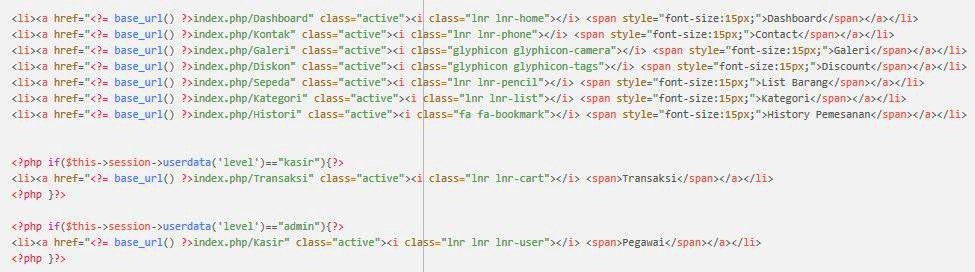 <li><a href="<?= base_url() ?>index.php/Dashboard" class="active"><i class="lnr lnr-home"></i> <span style="font-size:15px;">Dashboard</span></a></li>
<li><a href="<?= base_url() ?>index.php/Kontak" class="active"><i class="lnr lnr-phone"></i> <span style="font-size:15px;">Contact</span></a></li>
<li><a href="<?= base_url() ?>index.php/Galeri" class="active"><i class="glyphicon glyphicon-camera"></i> <span style="font-size:15px;">Galeri</span></a></li>
<li><a href="<?= base_url() ?>index.php/Diskon" class="active"><i class="glyphicon glyphicon-tags"></i> <span style="font-size:15px;">Discount</span></a></li>
<li><a href="<?= base_url() ?>index.php/Sepeda" class="active"><i class="lnr lnr-pencil"></i> <span style="font-size:15px;">List Barang</span></a></li>
<li><a href="<?= base_url() ?>index.php/Kategori" class="active"><i class="lnr lnr-list"></i> <span style="font-size:15px;">Kategori</span></a></li>
<li><a href="<?= base_url() ?>index.php/Histori" class="active"><i class="fa fa-bookmark"></i> <span style="font-size:15px;">History Pemesanan</span></a></li>
<?php if($this->session->userdata('level')=="kasir"){?>
<li><a href="<?= base_url() ?>index.php/Transaksi" class="active"><i class="lnr lnr-cart"></i> <span>Transaksi</span></a></li>
<?php }?>
<?php if($this->session->userdata('level')=="admin"){?>
<li><a href="<?= base_url() ?>index.php/Kasir" class="active"><i class="lnr lnr lnr-user"></i> <span>Pegawai</span></a></li>
<?php }?>